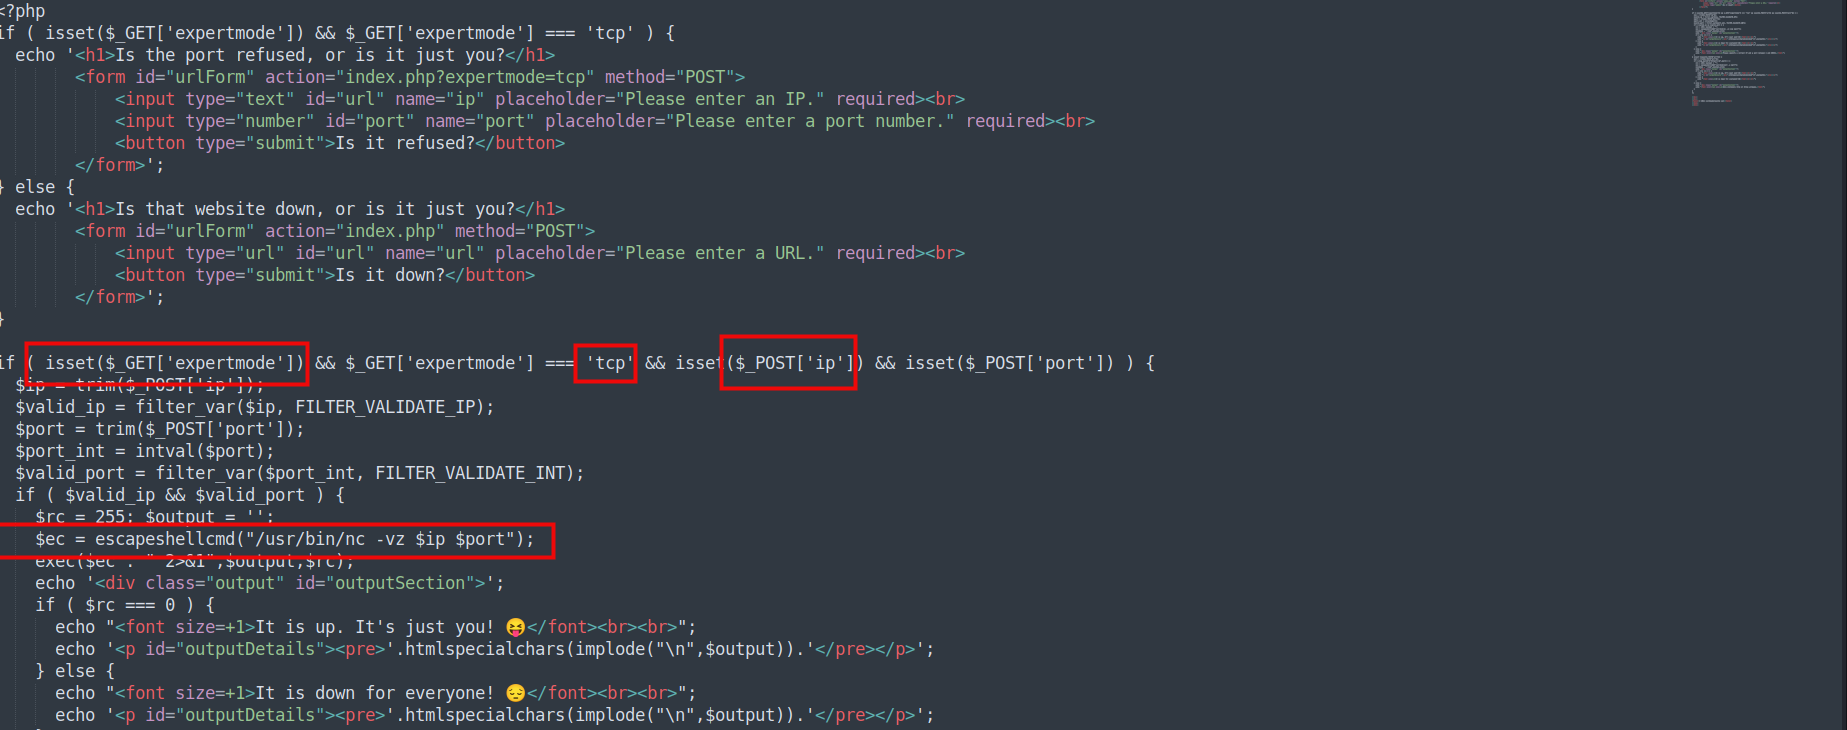 <?php
if ( isset($_GET['expertmode']) && $_GET['expertmode'] === 'tcp' ) {
  echo '<h1>Is the port refused, or is it just you?</h1>
        <form id="urlForm" action="index.php?expertmode=tcp" method="POST">
            <input type="text" id="url" name="ip" placeholder="Please enter an IP." required><br>
            <input type="number" id="port" name="port" placeholder="Please enter a port number." required><br>
            <button type="submit">Is it refused?</button>
        </form>';
} else {
  echo '<h1>Is that website down, or is it just you?</h1>
        <form id="urlForm" action="index.php" method="POST">
            <input type="url" id="url" name="url" placeholder="Please enter a URL." required><br>
            <button type="submit">Is it down?</button>
        </form>';
}
if ( isset($_GET['expertmode']) && $_GET['expertmode'] === 'tcp' && isset($_POST['ip']) && isset($_POST['port']) ) {
  $ip = trim($_POST['ip']);
  $valid_ip = filter_var($ip, FILTER_VALIDATE_IP);
  $port = trim($_POST['port']);
  $port_int = intval($port);
  $valid_port = filter_var($port_int, FILTER_VALIDATE_INT);
  if ( $valid_ip && $valid_port ) {
    $rc = 255; $output = '';
    $ec = escapeshellcmd("/usr/bin/nc -vz $ip $port");
    exec($ec . " 2>&1",$output,$rc);
    echo '<div class="output" id="outputSection">';
    if ( $rc === 0 ) {
      echo "<font size=+1>It is up. It's just you! 😝</font><br><br>";
      echo '<p id="outputDetails"><pre>'.htmlspecialchars(implode("\n",$output)).'</pre></p>';
    } else {
      echo "<font size=+1>It is down for everyone! 😔</font><br><br>";
      echo '<p id="outputDetails"><pre>'.htmlspecialchars(implode("\n",$output)).'</pre></p>';